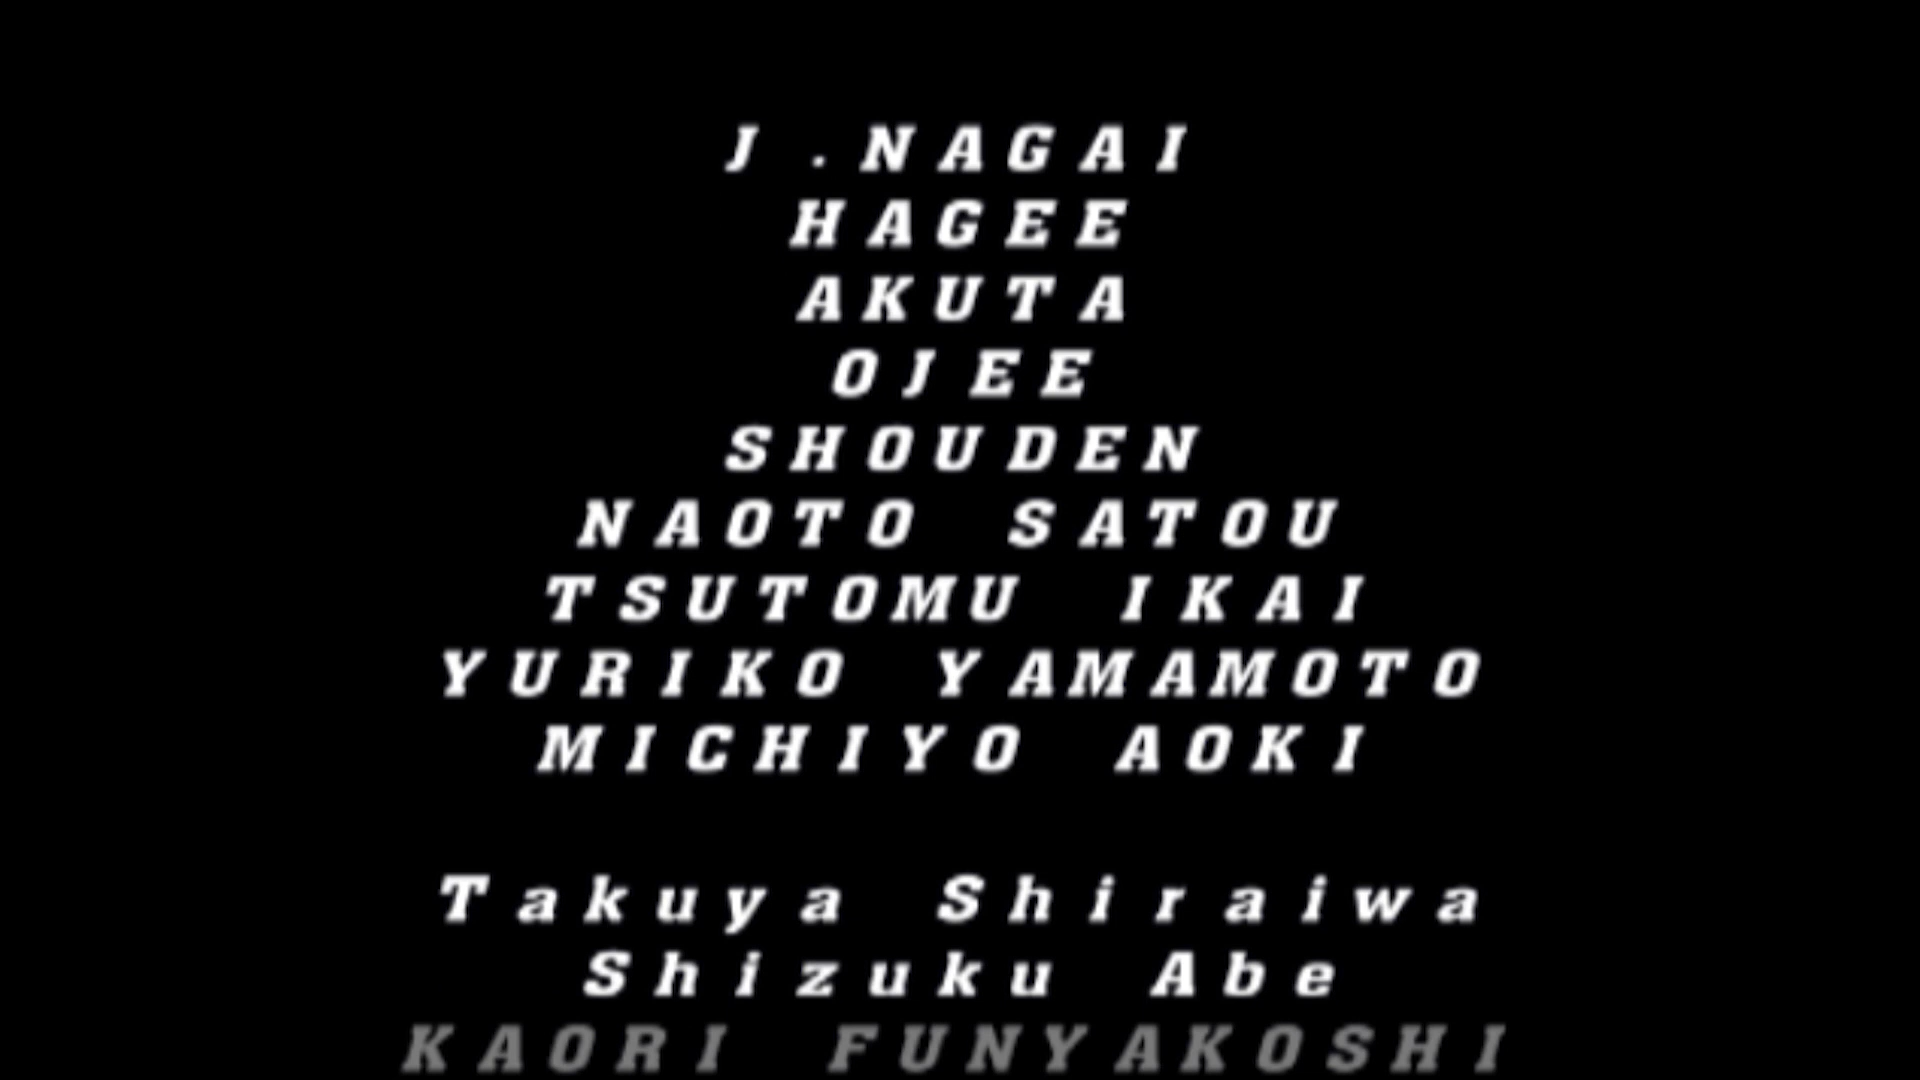 J.NAGAI
HAGEE
AKUTA
OJEE
SHOUDEN
NAOTO SATOU
TSUTOMU IKAI
YURIKO YAMAMOTO
MICHIYO AOKI
Takuya Shiraiwa
Shizuku Abe
KAORI FUNYAKOSHI